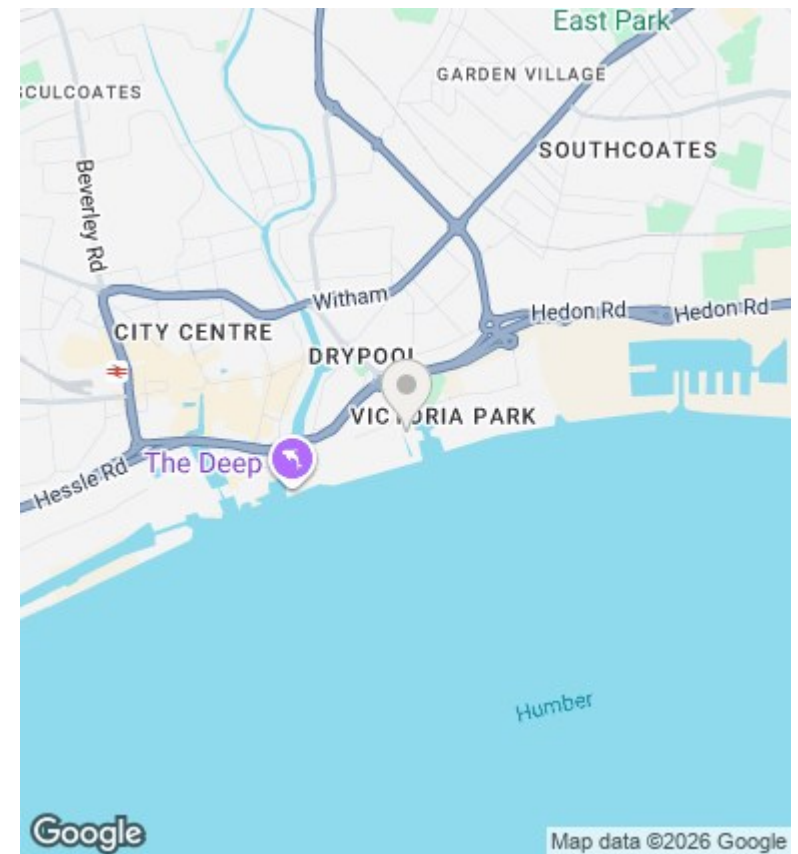 East Park
GARDEN VILLAGE
SCULCOATES
SOUTHCOATES
Beverley Rd
Witham
Hedon Rd
Hedon Rd
CITY CENTRE
DRYPOOL
VICTORIA PARK
The Deep
Hessle Rd
Humber
Google
Map data ©2026 Google